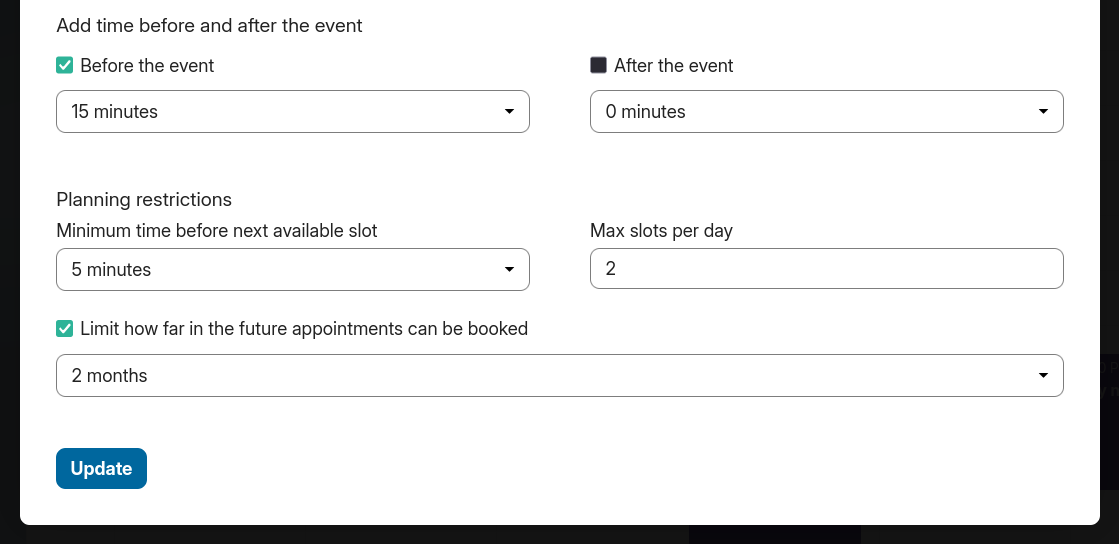 Add time before and after the event
Before the event
After the event
15 minutes
0 minutes
Planning restrictions
Minimum time before next available slot
Max slots per day
5 minutes
2
Limit how far in the future appointments can be booked
2 months
Update